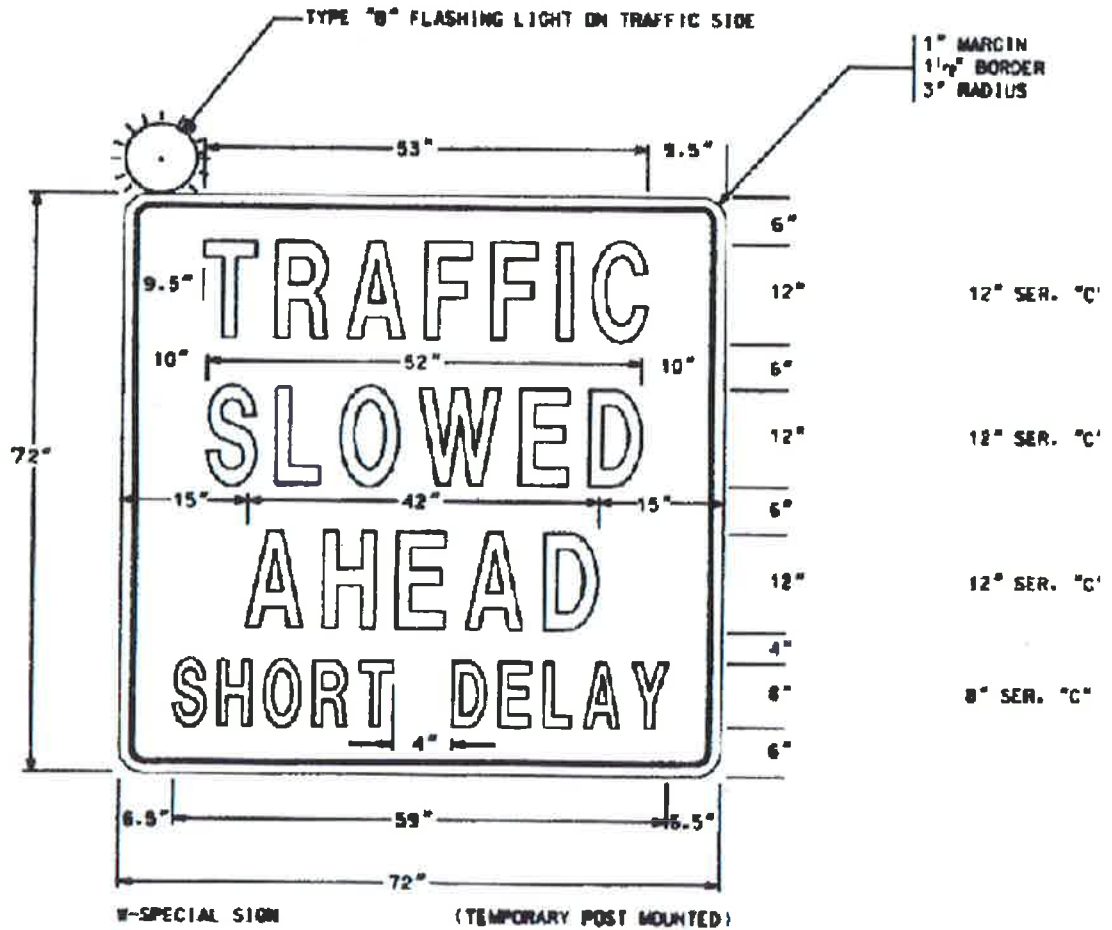 TYPE "B" FLASHING LIGHT ON TRAFFIC SIDE
1" MARGIN
1 1/2" BORDER
3" RADIUS
53" 9.5"
6"
TRAFFIC
9.5"
12" 12" SER. "C"
10" 52" 10"
6"
SLOWED
12" 12" SER. "C"
72"
15" 42" 15"
6"
AHEAD
12" 12" SER. "C"
4"
SHORT DELAY
8" 8" SER. "C"
4"
6"
6.5" 59" 6.5"
72"
W-SPECIAL SIGN (TEMPORARY POST MOUNTED)